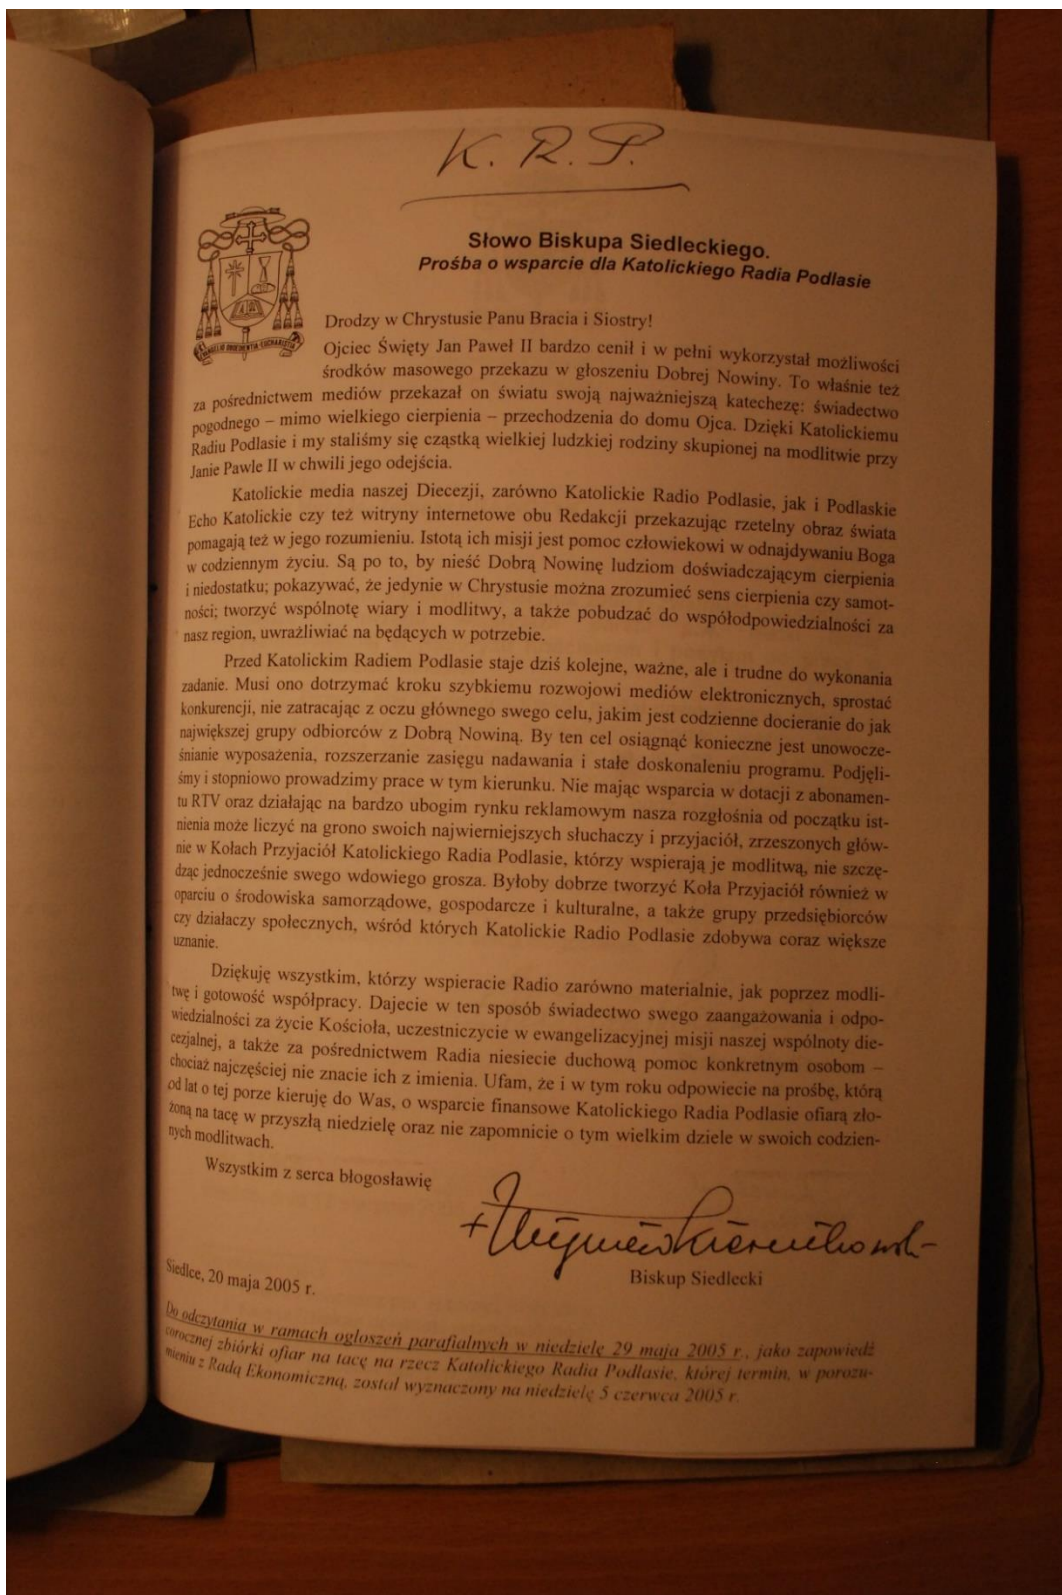 K. R. P.
Słowo Biskupa Siedleckiego.
Prośba o wsparcie dla Katolickiego Radia Podlasie
Drodzy w Chrystusie Panu Bracia i Siostry!
Ojciec Święty Jan Paweł II bardzo cenił i w pełni wykorzystał możliwości
środków masowego przekazu w głoszeniu Dobrej Nowiny. To właśnie też
za pośrednictwem mediów przekazał on światu swoją najważniejszą katechezę: świadectwo
pogodnego – mimo wielkiego cierpienia – przechodzenia do domu Ojca. Dzięki Katolickiemu
Radiu Podlasie i my staliśmy się cząstką wielkiej ludzkiej rodziny skupionej na modlitwie przy
Janie Pawle II w chwili jego odejścia.
Katolickie media naszej Diecezji, zarówno Katolickie Radio Podlasie, jak i Podlaskie
Echo Katolickie czy też witryny internetowe obu Redakcji przekazując rzetelny obraz świata
pomagają też w jego rozumieniu. Istotą ich misji jest pomoc człowiekowi w odnajdywaniu Boga
w codziennym życiu. Są po to, by nieść Dobrą Nowinę ludziom doświadczającym cierpienia
i niedostatku; pokazywać, że jedynie w Chrystusie można zrozumieć sens cierpienia czy samot-
ności; tworzyć wspólnotę wiary i modlitwy, a także pobudzać do współodpowiedzialności za
nasz region, uwrażliwiać na będących w potrzebie.
Przed Katolickim Radiem Podlasie staje dziś kolejne, ważne, ale i trudne do wykonania
zadanie. Musi ono dotrzymać kroku szybkiemu rozwojowi mediów elektronicznych, sprostać
konkurencji, nie zatracając z oczu głównego swego celu, jakim jest codzienne docieranie do jak
największej grupy odbiorców z Dobrą Nowiną. By ten cel osiągnąć konieczne jest unowocze-
śnianie wyposażenia, rozszerzanie zasięgu nadawania i stałe doskonaleniu programu. Podjęli-
śmy i stopniowo prowadzimy prace w tym kierunku. Nie mając wsparcia w dotacji z abonamen-
tu RTV oraz działając na bardzo ubogim rynku reklamowym nasza rozgłośnia od początku ist-
nienia może liczyć na grono swoich najwierniejszych słuchaczy i przyjaciół, zrzeszonych głów-
nie w Kołach Przyjaciół Katolickiego Radia Podlasie, którzy wspierają je modlitwą, nie szczę-
dząc jednocześnie swego wdowiego grosza. Byłoby dobrze tworzyć Koła Przyjaciół również w
oparciu o środowiska samorządowe, gospodarcze i kulturalne, a także grupy przedsiębiorców
czy działaczy społecznych, wśród których Katolickie Radio Podlasie zdobywa coraz większe
uznanie.
Dziękuję wszystkim, którzy wspieracie Radio zarówno materialnie, jak poprzez modli-
twę i gotowość współpracy. Dajecie w ten sposób świadectwo swego zaangażowania i odpo-
wiedzialności za życie Kościoła, uczestniczycie w ewangelizacyjnej misji naszej wspólnoty die-
cezjalnej, a także za pośrednictwem Radia niesiecie duchową pomoc konkretnym osobom –
chociaż najczęściej nie znacie ich z imienia. Ufam, że i w tym roku odpowiecie na prośbę, którą
od lat o tej porze kieruję do Was, o wsparcie finansowe Katolickiego Radia Podlasie ofiarą zło-
żoną na tacę w przyszłą niedzielę oraz nie zapomnicie o tym wielkim dziele w swoich codzien-
nych modlitwach.
Wszystkim z serca błogosławię
+ Zbigniew Kiernikowski
Biskup Siedlecki
Siedlce, 20 maja 2005 r.
Do odczytania w ramach ogłoszeń parafialnych w niedzielę 29 maja 2005 r., jako zapowiedź
corocznej zbiórki ofiar na tacę na rzecz Katolickiego Radia Podlasie, której termin, w porozu-
mieniu z Radą Ekonomiczną, został wyznaczony na niedzielę 5 czerwca 2005 r.